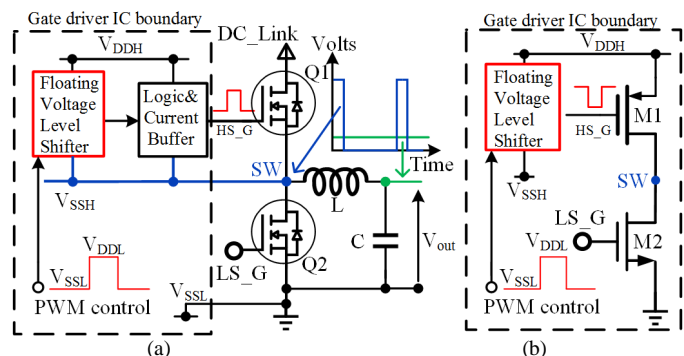 Gate driver IC boundary
V_DDH
Floating
Voltage
Level
Shifter
Logic&
Current
Buffer
HS_G
DC_Link
Q1
Volts
Time
SW
L
V_SSH
V_DDL
V_SSL
PWM control
LS_G
Q2
C
V_out
V_SSL
(a)
Gate driver IC boundary
V_DDH
Floating
Voltage
Level
Shifter
HS_G
M1
SW
V_SSH
LS_G
V_DDL
M2
V_SSL
PWM control
(b)